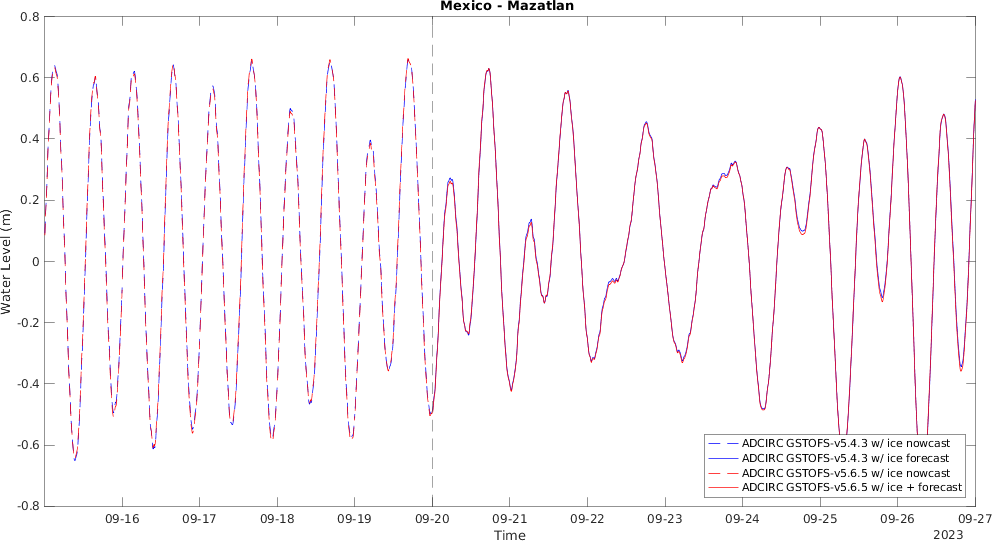 Mexico - Mazatlan
0.8
0.6
0.4
0.2
0
-0.2
-0.4
-0.6
-0.8
Water Level (m)
ADCIRC GSTOFS-v5.4.3 w/ ice nowcast
ADCIRC GSTOFS-v5.4.3 w/ ice forecast
ADCIRC GSTOFS-v5.6.5 w/ ice nowcast
ADCIRC GSTOFS-v5.6.5 w/ ice + forecast
09-16 09-17 09-18 09-19 09-20 09-21 09-22 09-23 09-24 09-25 09-26 09-27
Time
2023